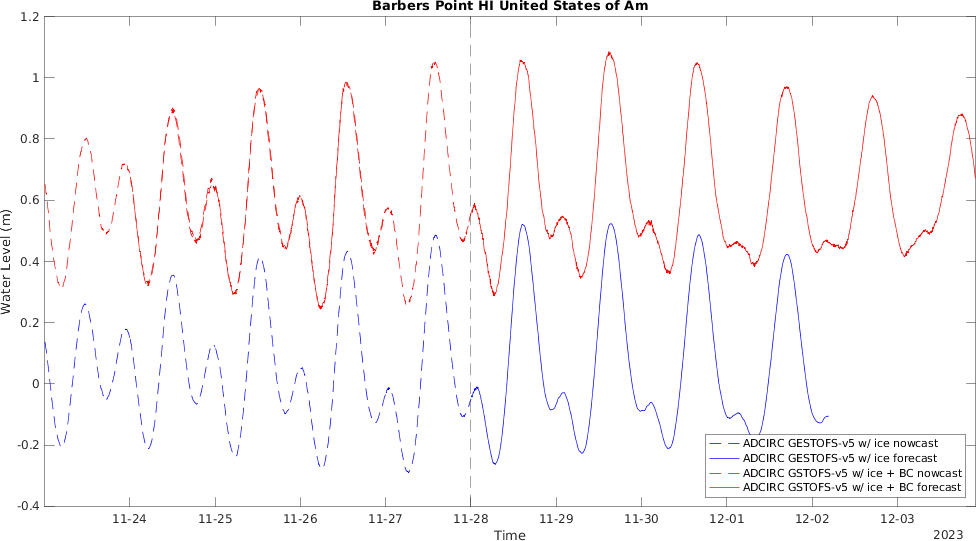 Barbers Point HI United States of Am
1.2
1
0.8
0.6
0.4
0.2
0
-0.2
-0.4
Water Level (m)
ADCIRC GESTOFS-v5 w/ ice nowcast
ADCIRC GESTOFS-v5 w/ ice forecast
ADCIRC GSTOFS-v5 w/ ice + BC nowcast
ADCIRC GSTOFS-v5 w/ ice + BC forecast
11-24 11-25 11-26 11-27 11-28 11-29 11-30 12-01 12-02 12-03
Time
2023